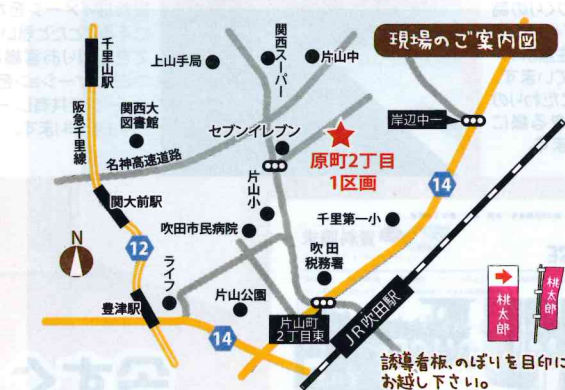 現場のご案内図
千里山駅
上山手局
関西スーパー
片山中
関西大
図書館
阪急千里線
名神高速道路
セブンイレブン
岸辺中一
原町2丁目
1区画
関大前駅
片山小
14
千里第一小
吹田市民病院
N
12
吹田
税務署
ライフ
豊津駅
片山公園
片山町
2丁目東
JR吹田駅
14
桃太郎
桃太郎
誘導看板、のぼりを目印に
お越し下さい。